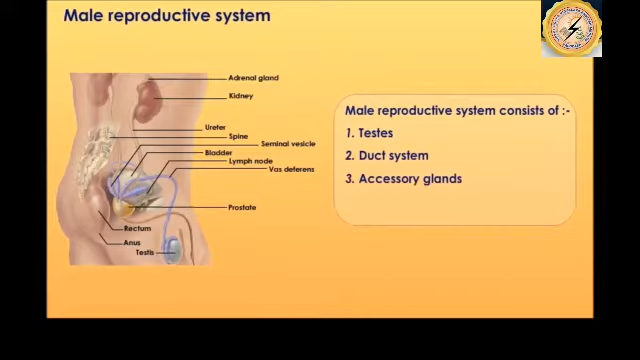 Male reproductive system
Adrenal gland
Kidney
Ureter
Spine
Seminal vesicle
Bladder
Lymph node
Vas deferens
Prostate
Rectum
Anus
Testis
Male reproductive system consists of :-
1. Testes
2. Duct system
3. Accessory glands